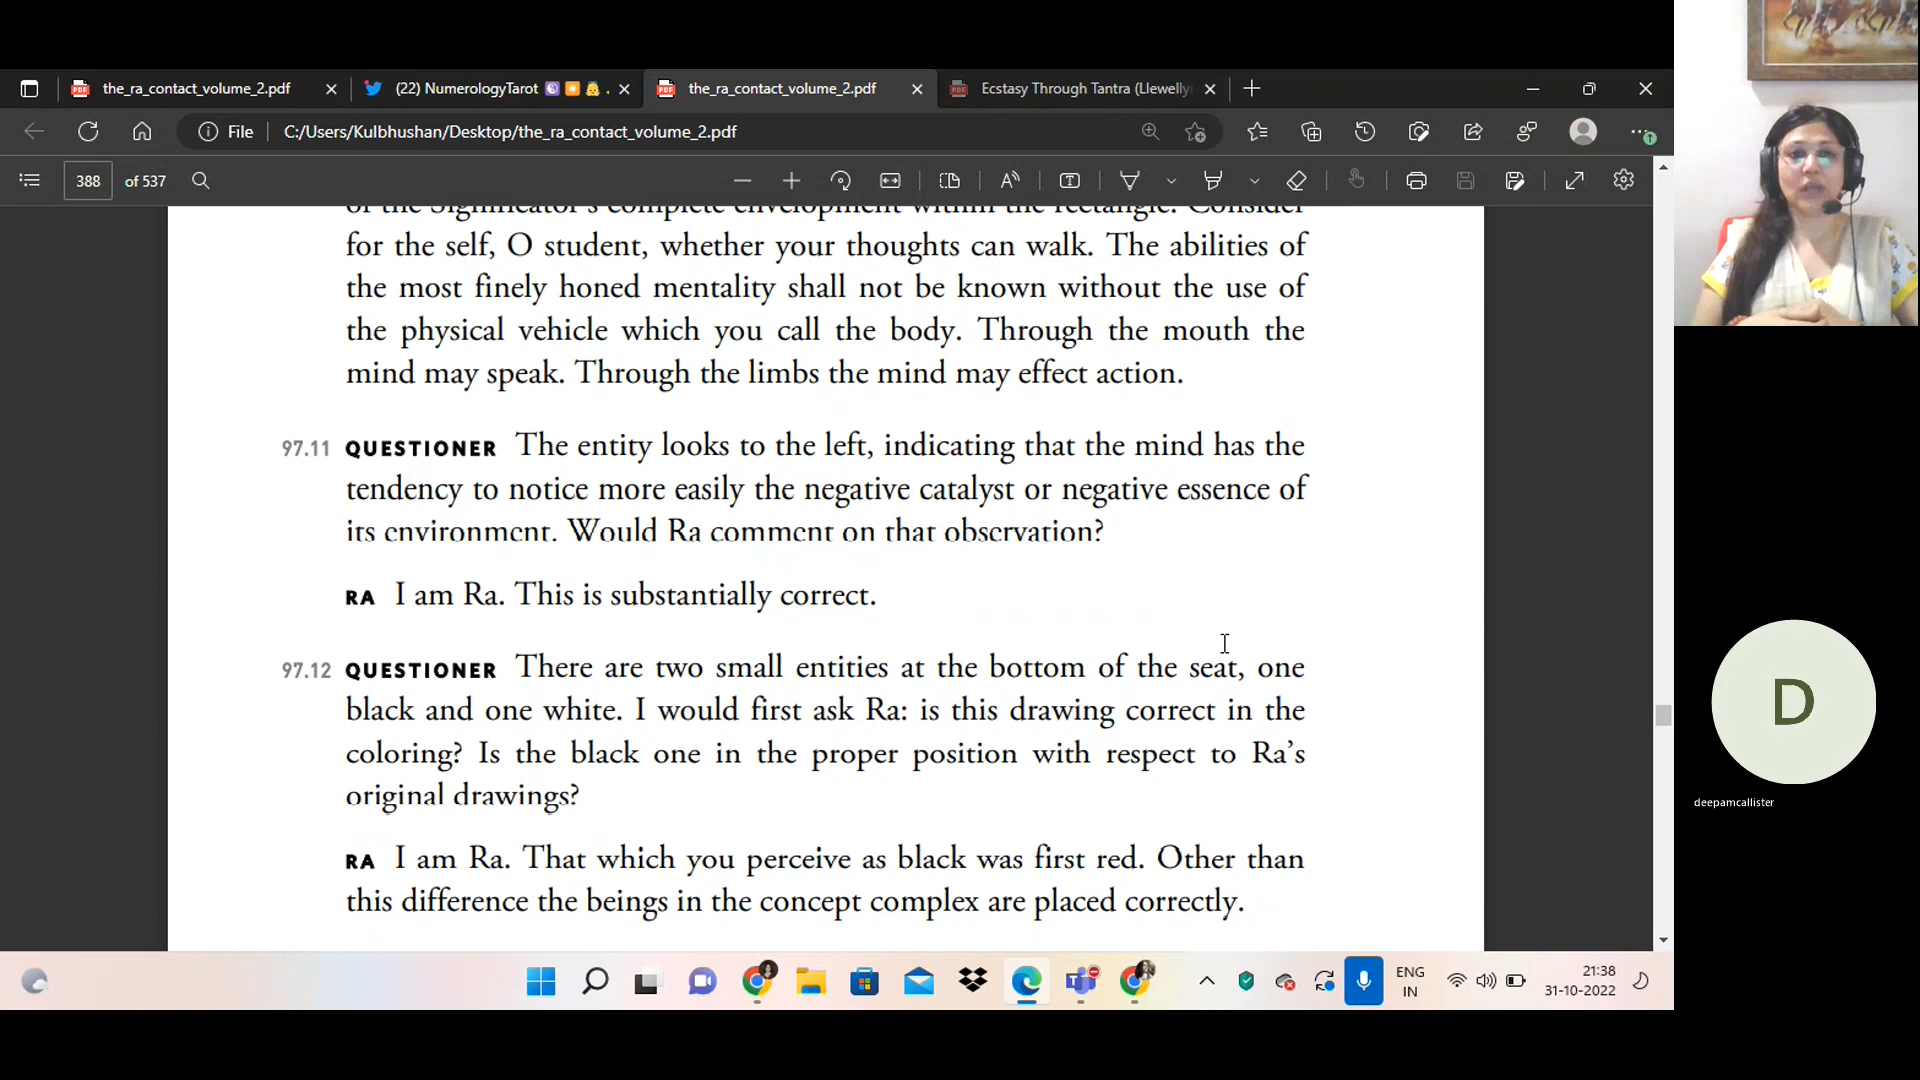 the_ra_contact_volume_2.pdf
(22) NumerologyTarot
the_ra_contact_volume_2.pdf
Ecstasy Through Tantra (Llewelly
File
C:/Users/Kulbhushan/Desktop/the_ra_contact_volume_2.pdf
388 of 537
of the Significator's complete envelopment within the rectangle. Consider
for the self, O student, whether your thoughts can walk. The abilities of
the most finely honed mentality shall not be known without the use of
the physical vehicle which you call the body. Through the mouth the
mind may speak. Through the limbs the mind may effect action.
97.11 QUESTIONER The entity looks to the left, indicating that the mind has the
tendency to notice more easily the negative catalyst or negative essence of
its environment. Would Ra comment on that observation?
RA I am Ra. This is substantially correct.
97.12 QUESTIONER There are two small entities at the bottom of the seat, one
black and one white. I would first ask Ra: is this drawing correct in the
coloring? Is the black one in the proper position with respect to Ra's
original drawings?
RA I am Ra. That which you perceive as black was first red. Other than
this difference the beings in the concept complex are placed correctly.
D
deepamcallister
ENG
IN
21:38
31-10-2022